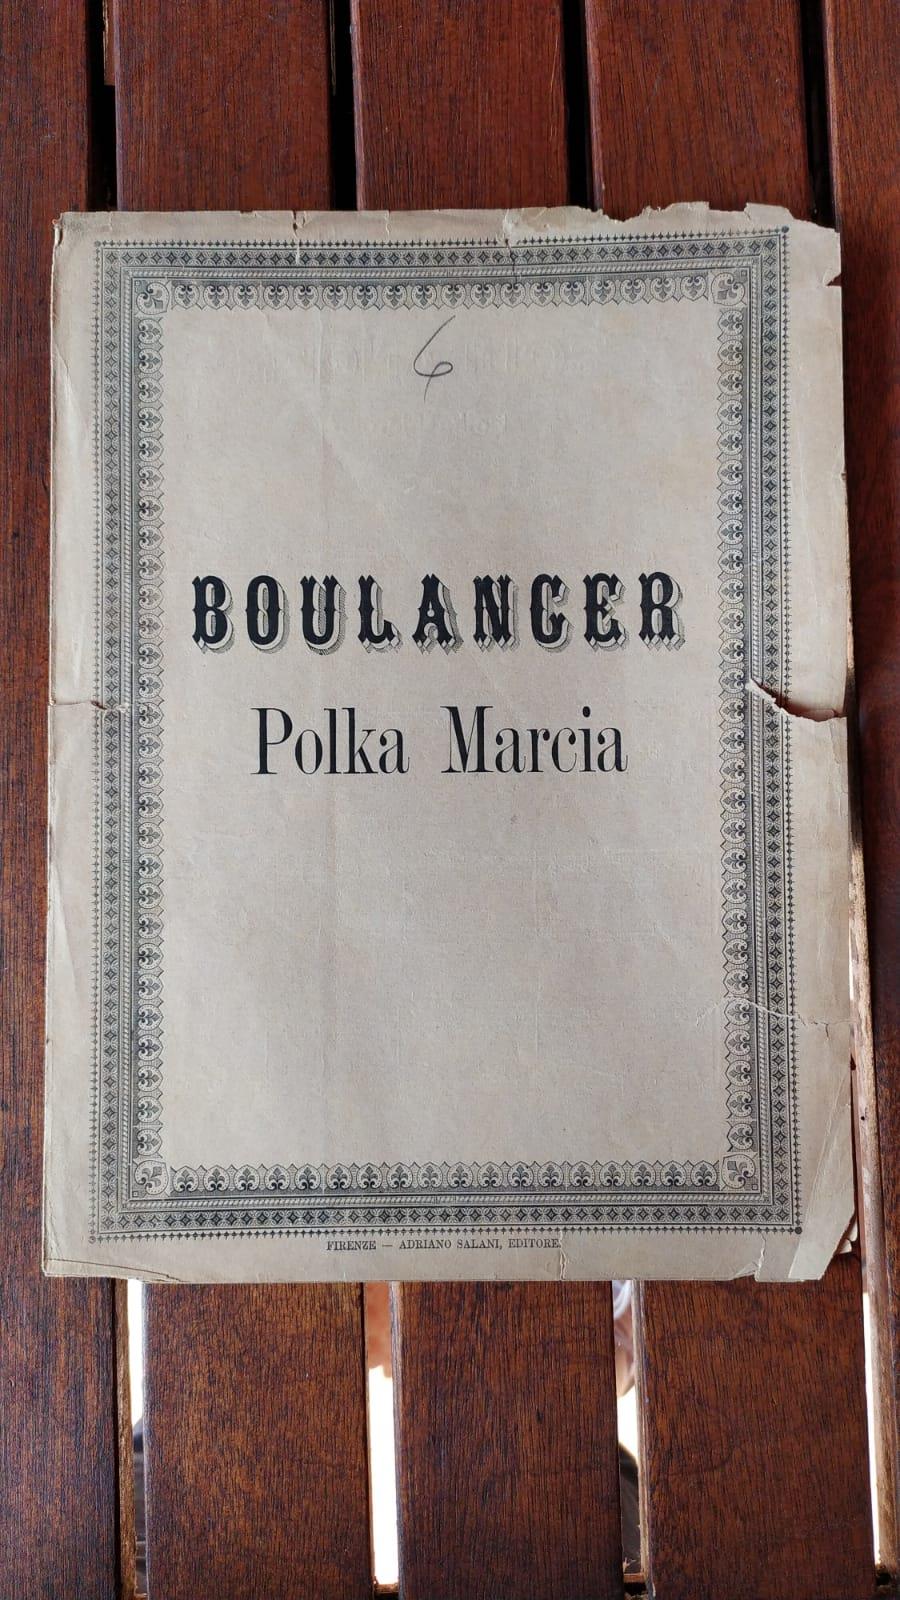 6
BOULANGER
Polka Marcia
FIRENZE — ADRIANO SALANI, EDITORE.